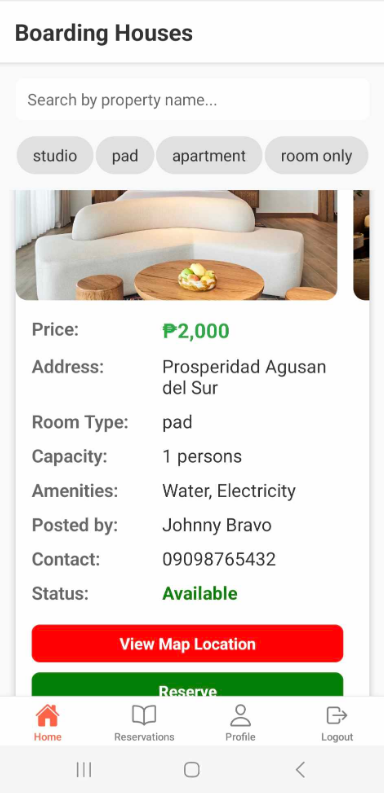 Boarding Houses
Search by property name...
studio pad apartment room only
Price: ₱2,000
Address: Prosperidad Agusan
del Sur
Room Type: pad
Capacity: 1 persons
Amenities: Water, Electricity
Posted by: Johnny Bravo
Contact: 09098765432
Status: Available
View Map Location
Reserve
Home Reservations Profile Logout